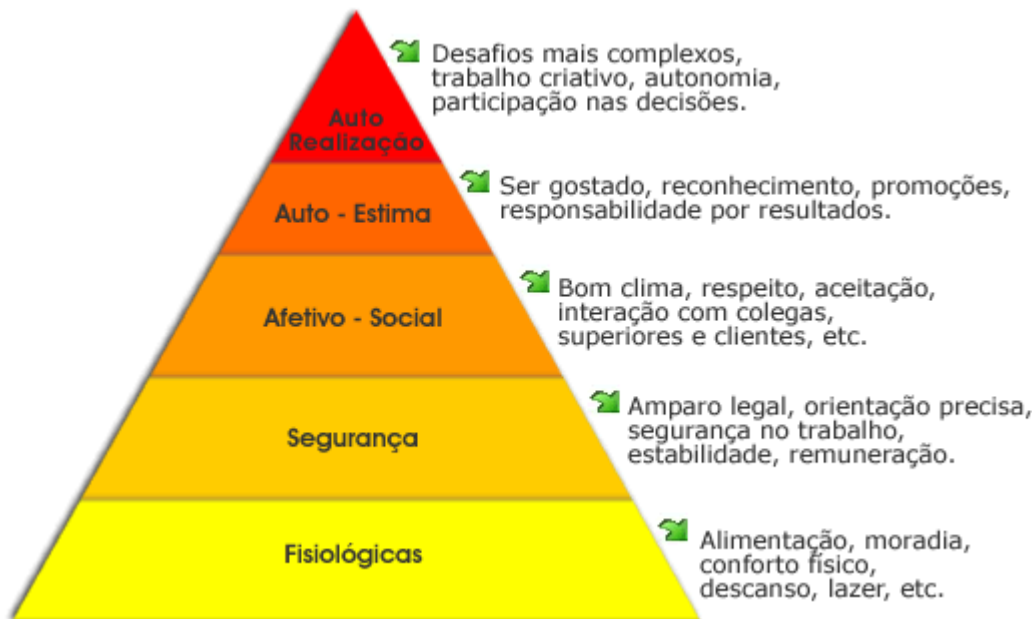 Desafios mais complexos,
trabalho criativo, autonomia,
participação nas decisões.
Auto
Realização
Ser gostado, reconhecimento, promoções,
responsabilidade por resultados.
Auto - Estima
Bom clima, respeito, aceitação,
interação com colegas,
superiores e clientes, etc.
Afetivo - Social
Amparo legal, orientação precisa,
segurança no trabalho,
estabilidade, remuneração.
Segurança
Alimentação, moradia,
conforto físico,
descanso, lazer, etc.
Fisiológicas